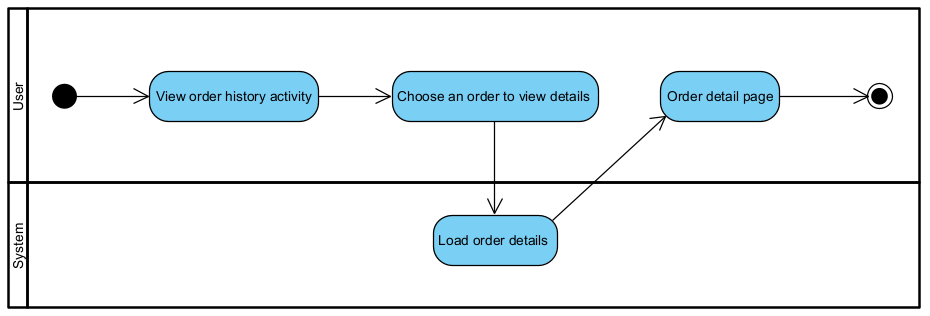 User
View order history activity
Choose an order to view details
Order detail page
System
Load order details